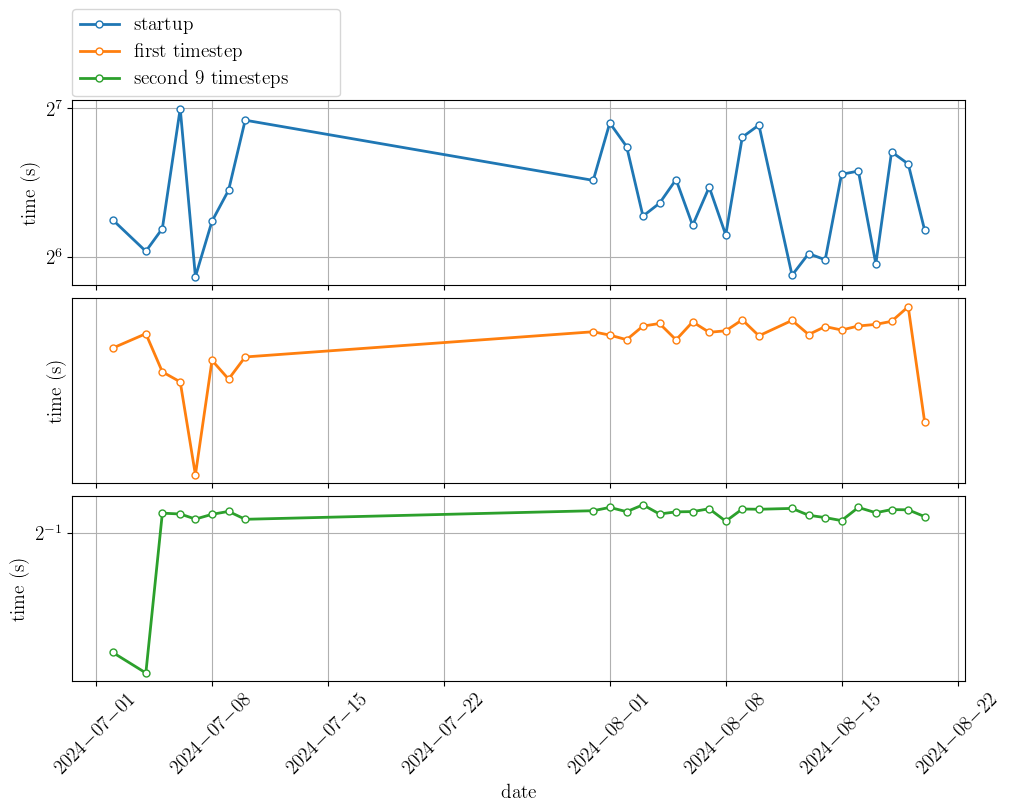 startup
first timestep
second 9 timesteps
2^7
2^6
time (s)
time (s)
2^−1
time (s)
2024−07−01
2024−07−08
2024−07−15
2024−07−22
2024−08−01
2024−08−08
2024−08−15
2024−08−22
date